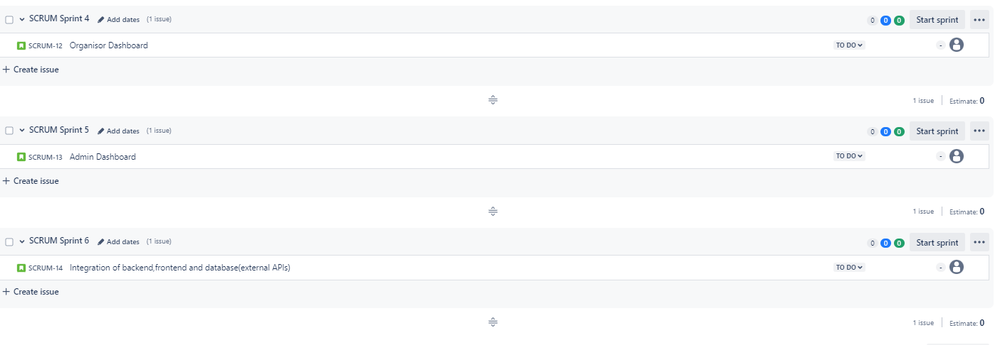 SCRUM Sprint 4 Add dates (1 issue) 0 0 0 Start sprint
SCRUM-12 Organisor Dashboard TO DO -
+ Create issue
1 issue Estimate: 0
SCRUM Sprint 5 Add dates (1 issue) 0 0 0 Start sprint
SCRUM-13 Admin Dashboard TO DO -
+ Create issue
1 issue Estimate: 0
SCRUM Sprint 6 Add dates (1 issue) 0 0 0 Start sprint
SCRUM-14 Integration of backend,frontend and database(external APIs) TO DO -
+ Create issue
1 issue Estimate: 0